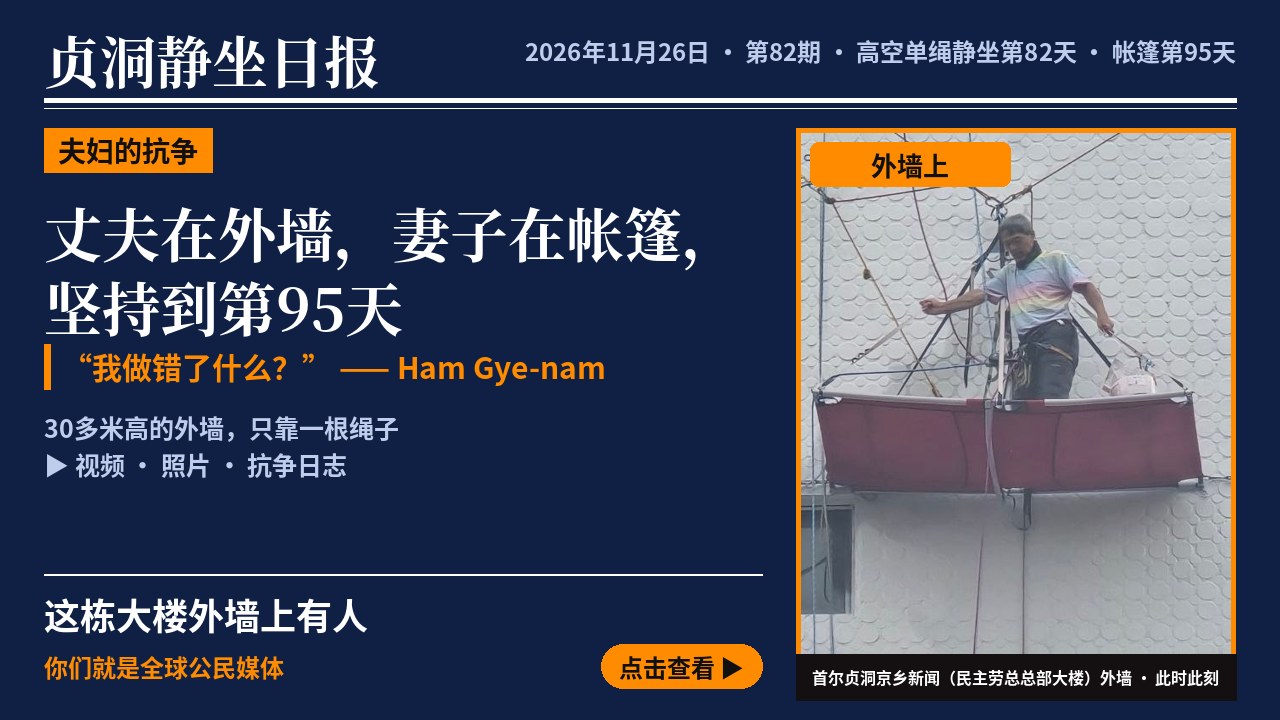 贞洞静坐日报
2026年11月26日 · 第82期 · 高空单绳静坐第82天 · 帐篷第95天
夫妇的抗争
丈夫在外墙，妻子在帐篷，
坚持到第95天
“我做错了什么？” —— Ham Gye-nam
30多米高的外墙，只靠一根绳子
▶ 视频 · 照片 · 抗争日志
这栋大楼外墙上有人
你们就是全球公民媒体
点击查看 ▶
外墙上
首尔贞洞京乡新闻（民主劳总总部大楼）外墙 · 此时此刻